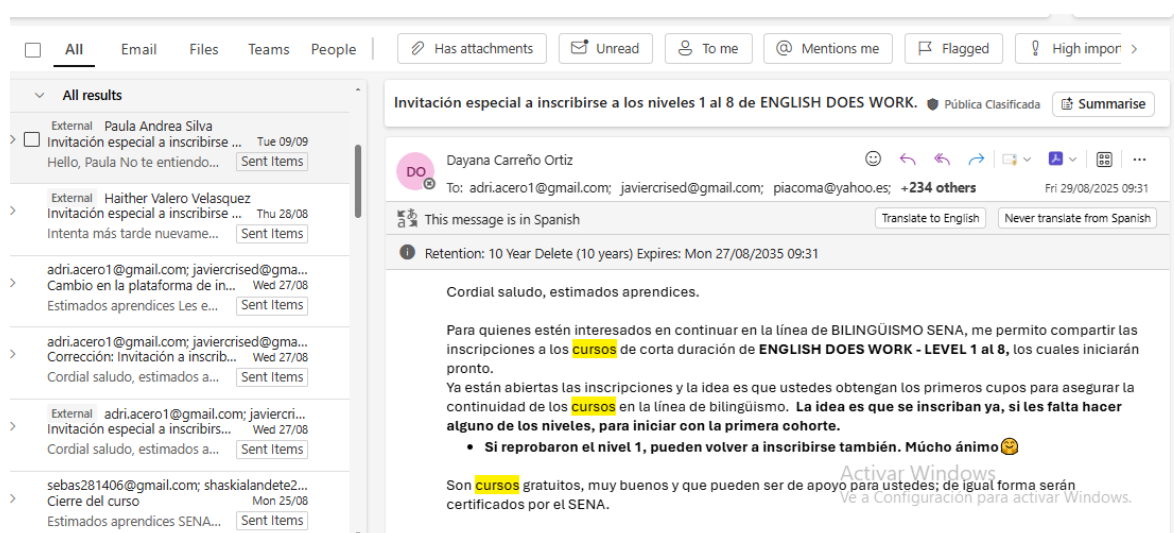 All Email Files Teams People
Has attachments Unread To me Mentions me Flagged High impor
All results
External Paula Andrea Silva
Invitación especial a inscribirse ... Tue 09/09
Hello, Paula No te entiendo... Sent Items
External Haither Valero Velasquez
Invitación especial a inscribirse ... Thu 28/08
Intenta más tarde nuevame... Sent Items
adri.acero1@gmail.com; javiercrised@gma...
Cambio en la plataforma de in... Wed 27/08
Estimados aprendices Les e... Sent Items
adri.acero1@gmail.com; javiercrised@gma...
Corrección: Invitación a inscrib... Wed 27/08
Cordial saludo, estimados a... Sent Items
External adri.acero1@gmail.com; javiercri...
Invitación especial a inscribirs... Wed 27/08
Cordial saludo, estimados a... Sent Items
sebas281406@gmail.com; shaskialandete2...
Cierre del curso Mon 25/08
Estimados aprendices SENA... Sent Items
Invitación especial a inscribirse a los niveles 1 al 8 de ENGLISH DOES WORK. Pública Clasificada Summarise
DO
Dayana Carreño Ortiz
To: adri.acero1@gmail.com; javiercrised@gmail.com; piacoma@yahoo.es; +234 others Fri 29/08/2025 09:31
This message is in Spanish Translate to English Never translate from Spanish
Retention: 10 Year Delete (10 years) Expires: Mon 27/08/2035 09:31
Cordial saludo, estimados aprendices.
Para quienes estén interesados en continuar en la línea de BILINGÜISMO SENA, me permito compartir las
inscripciones a los cursos de corta duración de ENGLISH DOES WORK - LEVEL 1 al 8, los cuales iniciarán
pronto.
Ya están abiertas las inscripciones y la idea es que ustedes obtengan los primeros cupos para asegurar la
continuidad de los cursos en la línea de bilingüismo. La idea es que se inscriban ya, si les falta hacer
alguno de los niveles, para iniciar con la primera cohorte.
• Si reprobaron el nivel 1, pueden volver a inscribirse también. Múcho ánimo🤗
Son cursos gratuitos, muy buenos y que pueden ser de apoyo para ustedes; de igual forma serán
certificados por el SENA.
Activar Windows
Ve a Configuración para activar Windows.